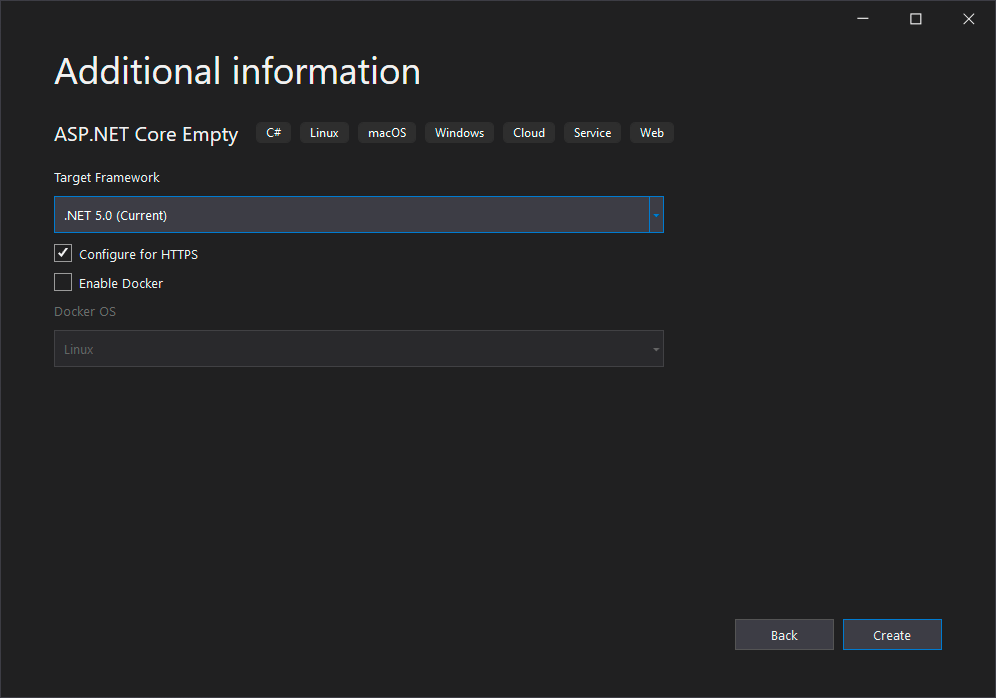 Additional information
ASP.NET Core Empty C# Linux macOS Windows Cloud Service Web
Target Framework
.NET 5.0 (Current)
Configure for HTTPS
Enable Docker
Docker OS
Linux
Back Create